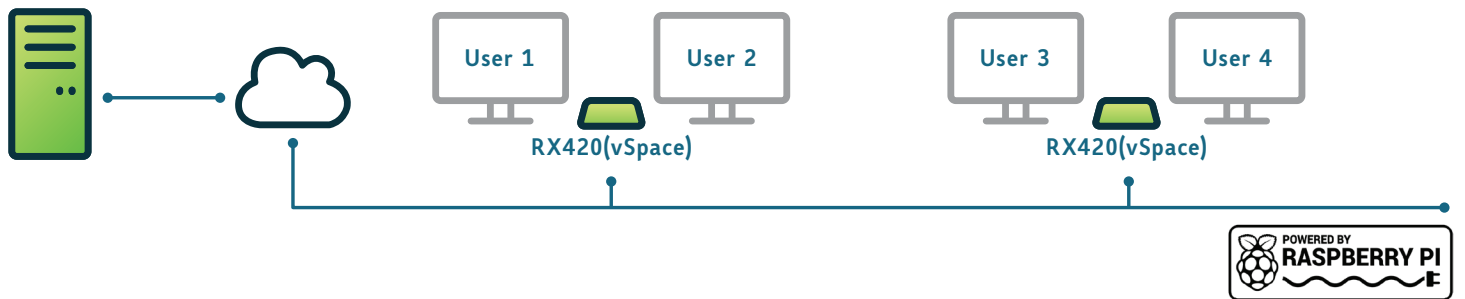 User 1
User 2
User 3
User 4
RX420(vSpace)
RX420(vSpace)
POWERED BY
RASPBERRY PI